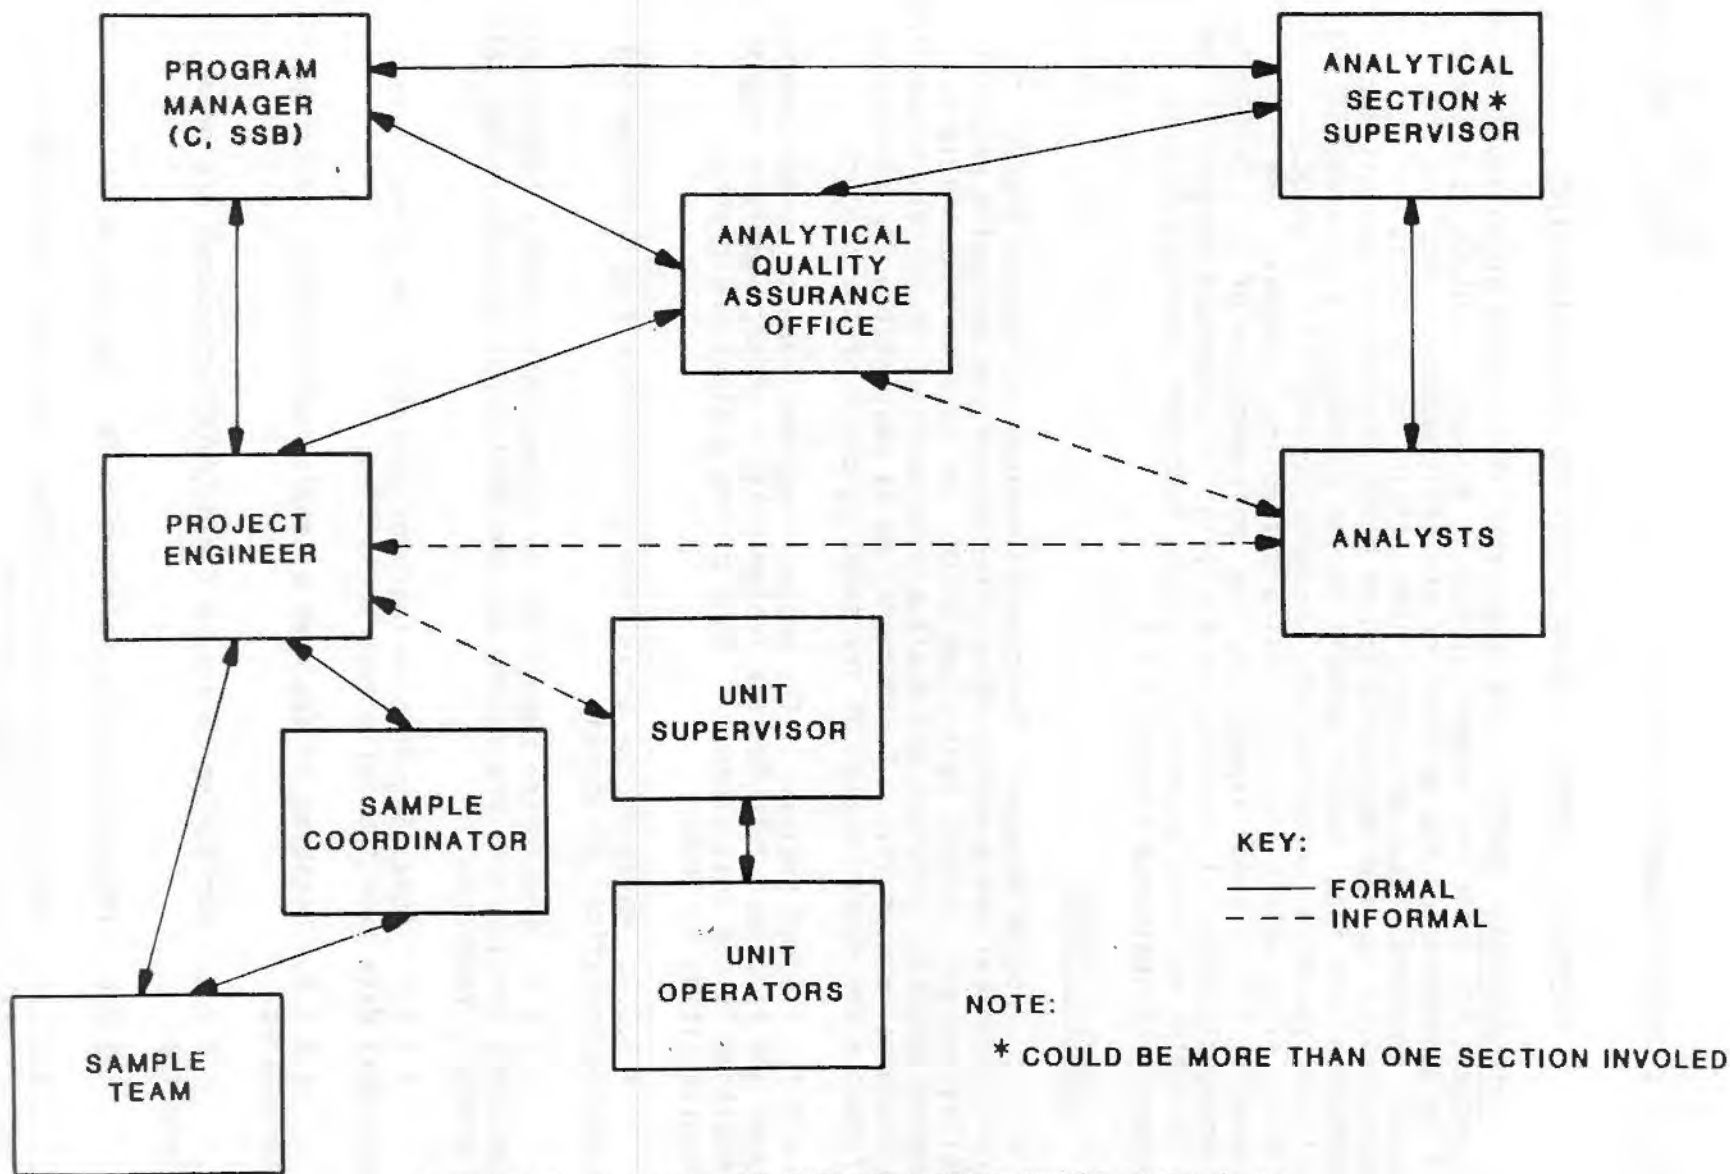 PROGRAM
MANAGER
(C, SSB)
ANALYTICAL
SECTION *
SUPERVISOR
ANALYTICAL
QUALITY
ASSURANCE
OFFICE
PROJECT
ENGINEER
ANALYSTS
UNIT
SUPERVISOR
SAMPLE
COORDINATOR
KEY:
FORMAL
INFORMAL
UNIT
OPERATORS
NOTE:
* COULD BE MORE THAN ONE SECTION INVOLED
SAMPLE
TEAM